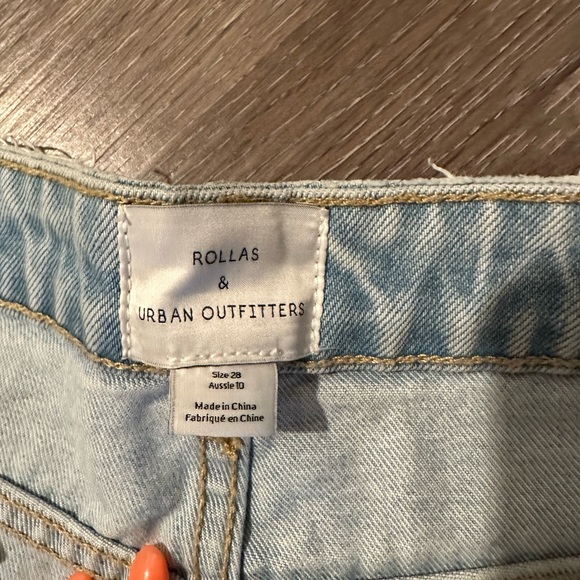 ROLLAS
&
URBAN OUTFITTERS
Size 28
Aussie 10
Made in China
Fabriqué en Chine